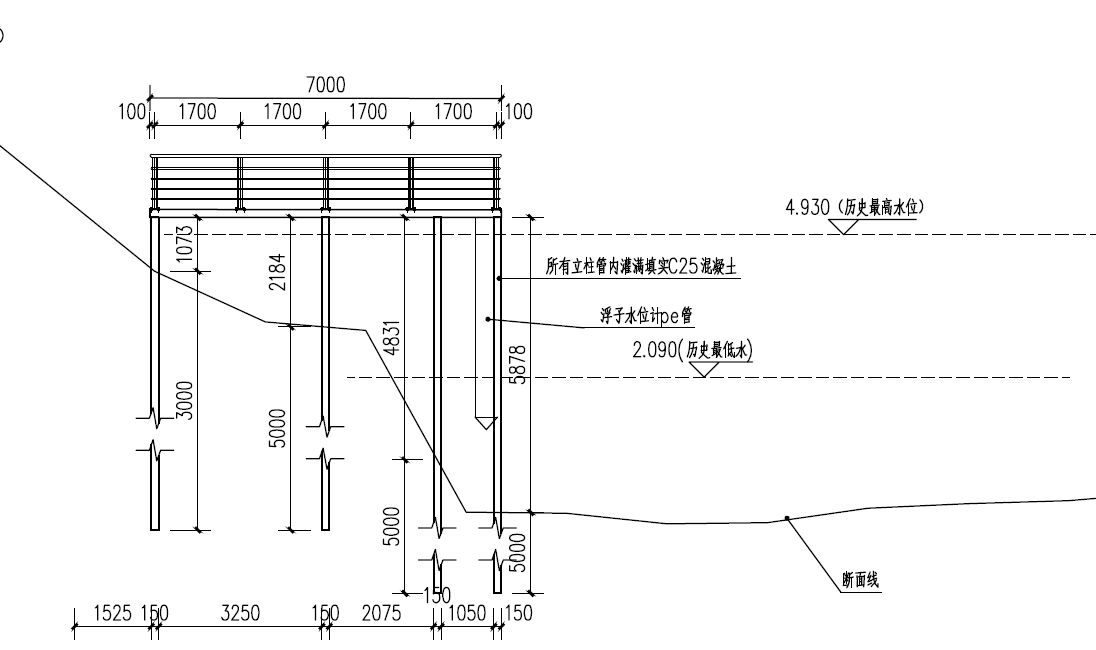 7000
100 1700 1700 1700 1700 100
4.930（历史最高水位）
1073
2184
所有立柱管内灌满填实C25混凝土
浮子水位计pe管
4831
2.090(历史最低水)
5878
3000
5000
5000
5000
断面线
150
1525 150 3250 150 2075 1050 150